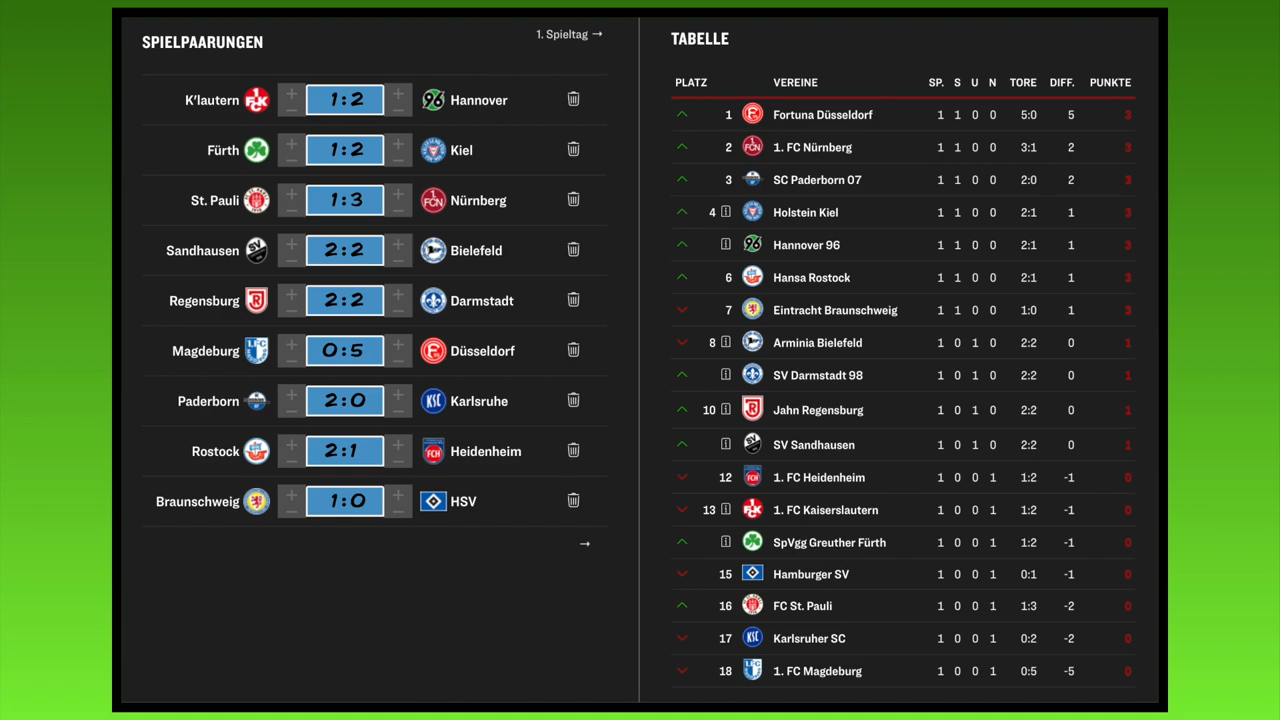 SPIELPAARUNGEN
1. Spieltag →
K'lautern 1:2 Hannover
Fürth 1:2 Kiel
St. Pauli 1:3 Nürnberg
Sandhausen 2:2 Bielefeld
Regensburg 2:2 Darmstadt
Magdeburg 0:5 Düsseldorf
Paderborn 2:0 Karlsruhe
Rostock 2:1 Heidenheim
Braunschweig 1:0 HSV
→
TABELLE
PLATZ VEREINE SP. S U N TORE DIFF. PUNKTE
1 Fortuna Düsseldorf 1 1 0 0 5:0 5 3
2 1. FC Nürnberg 1 1 0 0 3:1 2 3
3 SC Paderborn 07 1 1 0 0 2:0 2 3
4 Holstein Kiel 1 1 0 0 2:1 1 3
Hannover 96 1 1 0 0 2:1 1 3
6 Hansa Rostock 1 1 0 0 2:1 1 3
7 Eintracht Braunschweig 1 1 0 0 1:0 1 3
8 Arminia Bielefeld 1 0 1 0 2:2 0 1
SV Darmstadt 98 1 0 1 0 2:2 0 1
10 Jahn Regensburg 1 0 1 0 2:2 0 1
SV Sandhausen 1 0 1 0 2:2 0 1
12 1. FC Heidenheim 1 0 0 1 1:2 -1 0
13 1. FC Kaiserslautern 1 0 0 1 1:2 -1 0
SpVgg Greuther Fürth 1 0 0 1 1:2 -1 0
15 Hamburger SV 1 0 0 1 0:1 -1 0
16 FC St. Pauli 1 0 0 1 1:3 -2 0
17 Karlsruher SC 1 0 0 1 0:2 -2 0
18 1. FC Magdeburg 1 0 0 1 0:5 -5 0